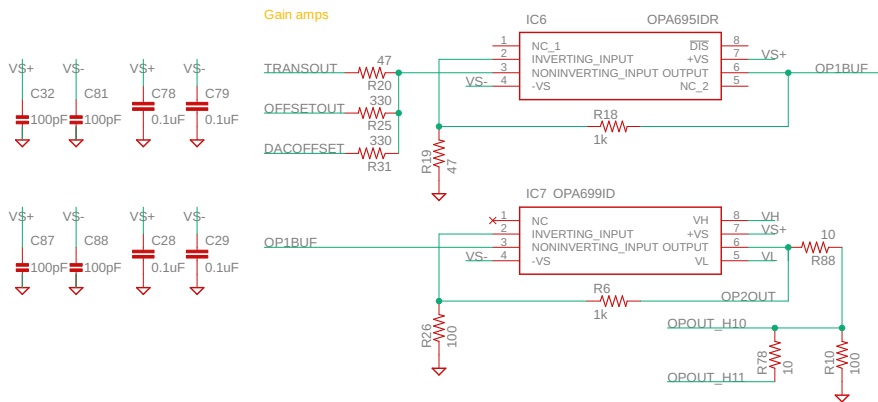 Gain amps
IC6 OPA695IDR
1 NC_1 DIS 8
2 INVERTING_INPUT +VS 7 VS+
3 NONINVERTING_INPUT OUTPUT 6 OP1BUF
VS- 4 -VS NC_2 5
TRANSOUT 47 R20
OFFSETOUT 330 R25
DACOFFSET 330 R31
R18 1k
R19 47
VS+ VS- VS+ VS-
C32 C81 C78 C79
100pF 100pF 0.1uF 0.1uF
IC7 OPA699ID
1 NC VH 8 VH
2 INVERTING_INPUT +VS 7 VS+
OP1BUF 3 NONINVERTING_INPUT OUTPUT 6
VS- 4 -VS VL 5 VL
10 R88
R6 1k OP2OUT
R26 100
VS+ VS- VS+ VS-
C87 C88 C28 C29
100pF 100pF 0.1uF 0.1uF
OPOUT_H10
R78 10
R10 100
OPOUT_H11